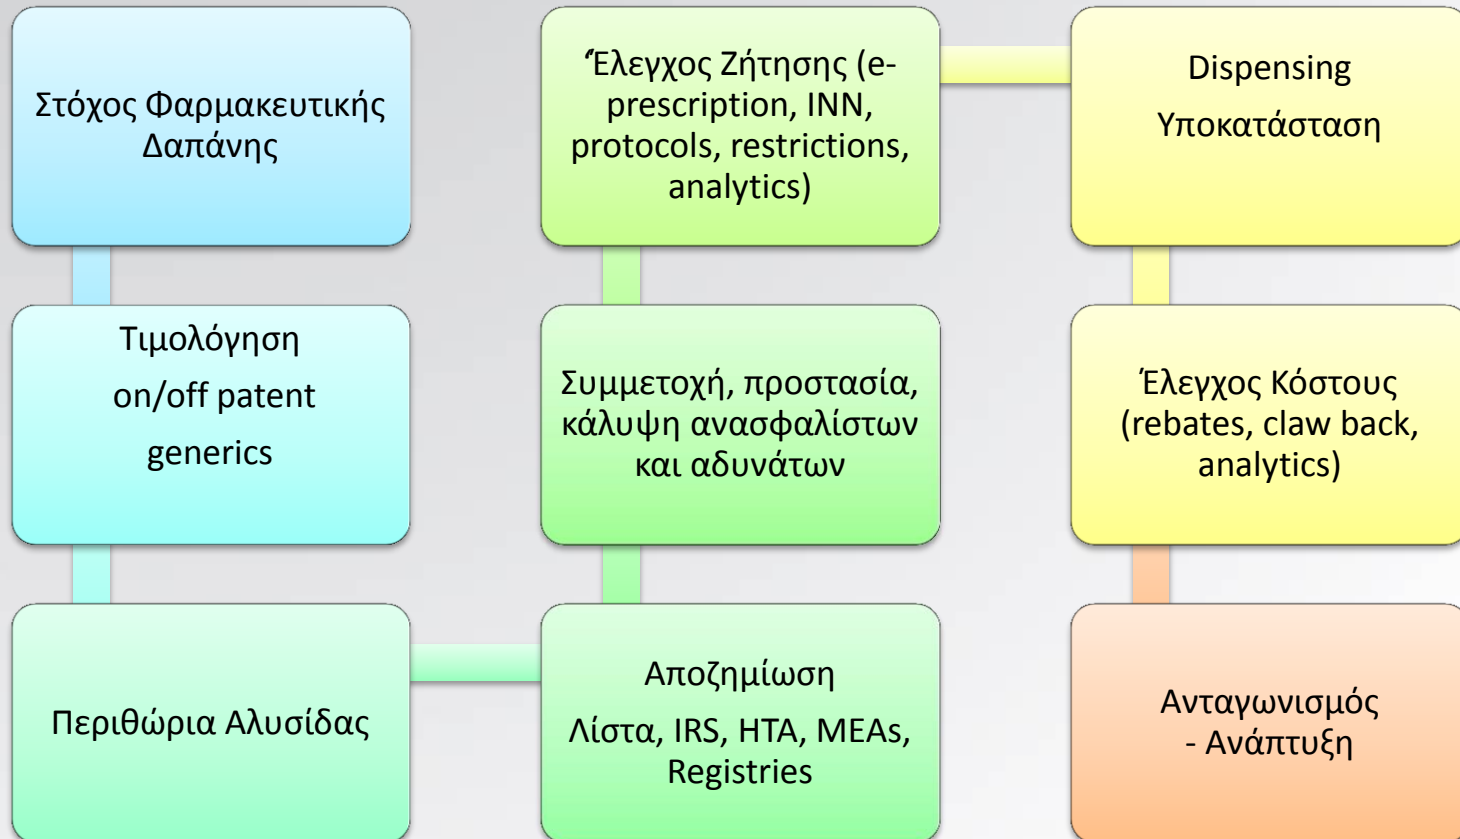 Στόχος Φαρμακευτικής
Δαπάνης
Τιμολόγηση
on/off patent
generics
Περιθώρια Αλυσίδας
Αποζημίωση
Λίστα, IRS, HTA, MEAs,
Registries
Συμμετοχή, προστασία,
κάλυψη ανασφαλίστων
και αδυνάτων
‘Έλεγχος Ζήτησης (e-
prescription, INN,
protocols, restrictions,
analytics)
Dispensing
Υποκατάσταση
Έλεγχος Κόστους
(rebates, claw back,
analytics)
Ανταγωνισμός
- Ανάπτυξη